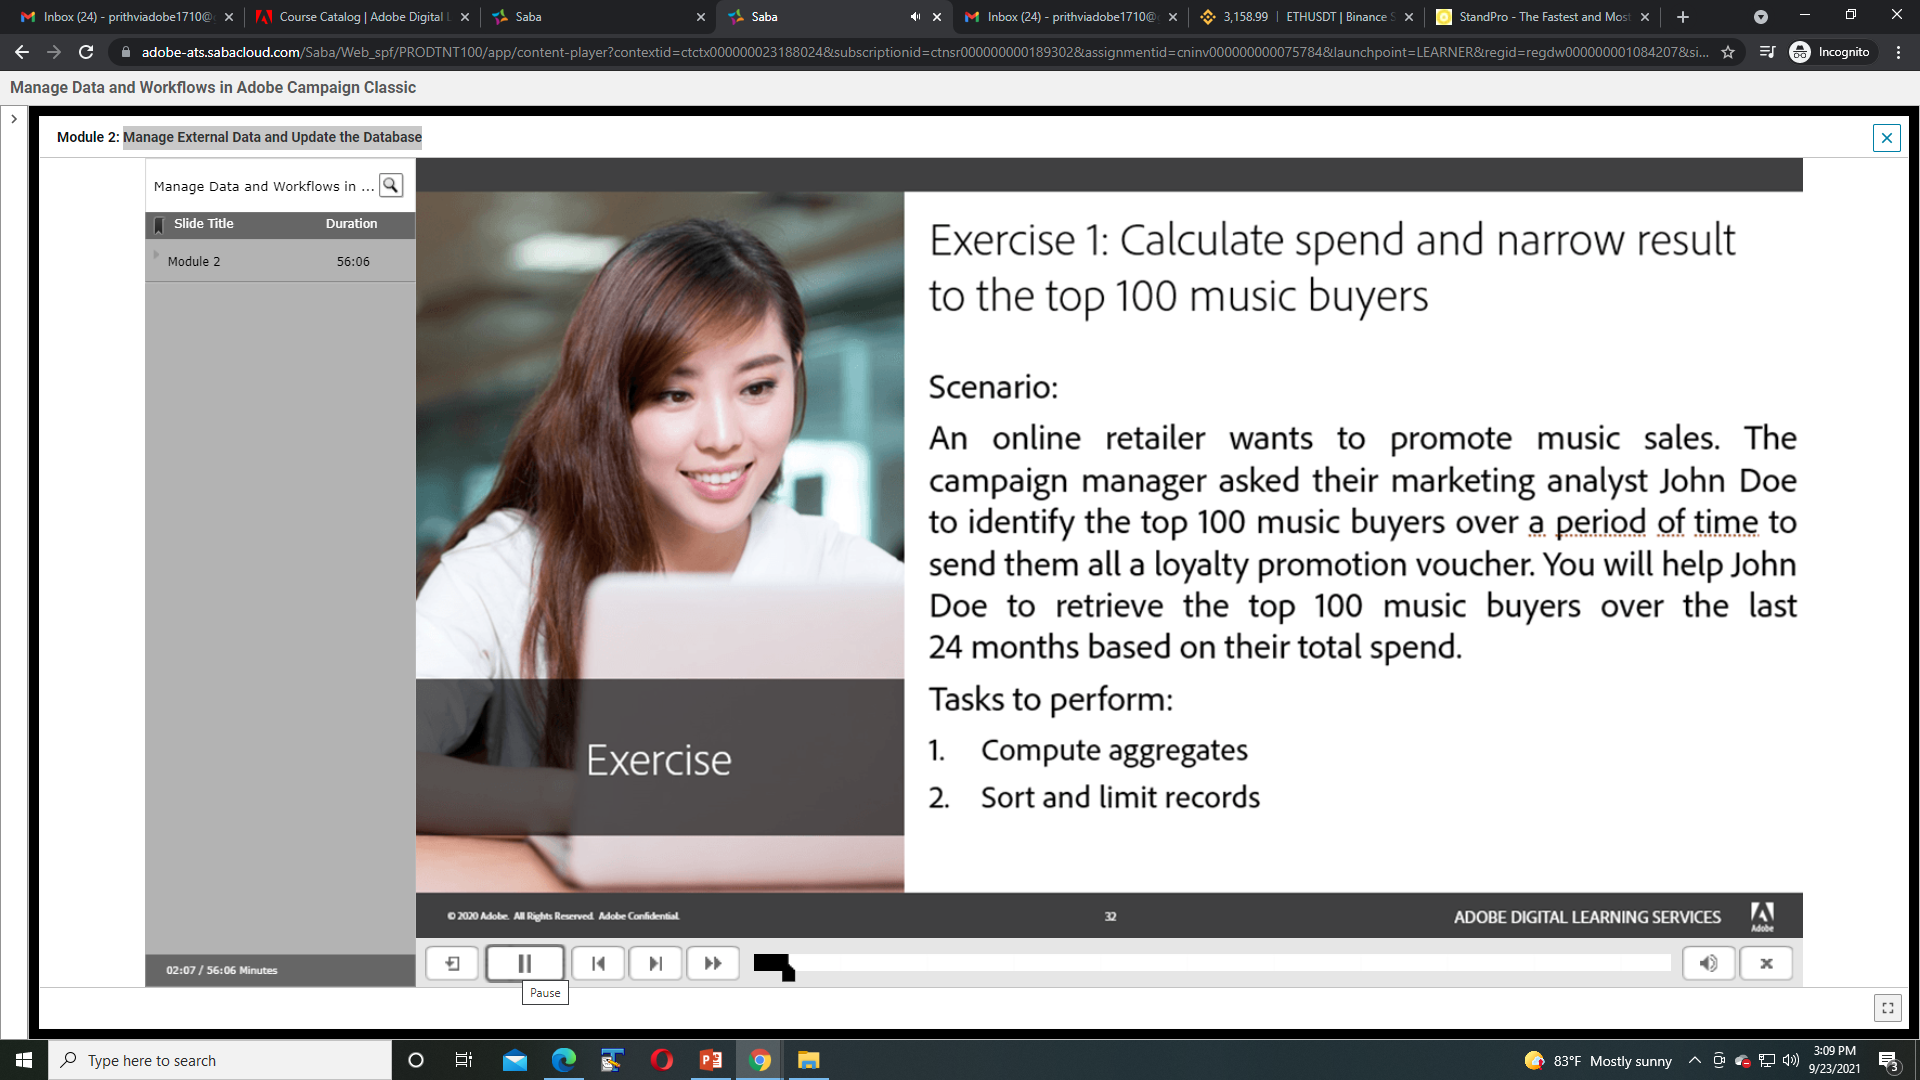 Inbox (24) - prithviadobe1710@
Course Catalog | Adobe Digital L
Saba
Saba
Inbox (24) - prithviadobe1710@
3,158.99 | ETHUSDT | Binance S
StandPro - The Fastest and Most
adobe-ats.sabacloud.com/Saba/Web_spf/PRODTNT100/app/content-player?contextid=ctctx000000023188024&subscriptionid=ctnsr0000000000189302&assignmentid=cninv000000000075784&launchpoint=LEARNER&regid=regdw000000001084207&si...
Incognito
Manage Data and Workflows in Adobe Campaign Classic
Module 2: Manage External Data and Update the Database
Manage Data and Workflows in ...
Slide Title Duration
Module 2 56:06
Exercise 1: Calculate spend and narrow result
to the top 100 music buyers
Scenario:
An online retailer wants to promote music sales. The
campaign manager asked their marketing analyst John Doe
to identify the top 100 music buyers over a period of time to
send them all a loyalty promotion voucher. You will help John
Doe to retrieve the top 100 music buyers over the last
24 months based on their total spend.
Tasks to perform:
1. Compute aggregates
2. Sort and limit records
Exercise
© 2020 Adobe. All Rights Reserved. Adobe Confidential.
32
ADOBE DIGITAL LEARNING SERVICES
Adobe
02:07 / 56:06 Minutes
Pause
Type here to search
83°F Mostly sunny
3:09 PM
9/23/2021
3